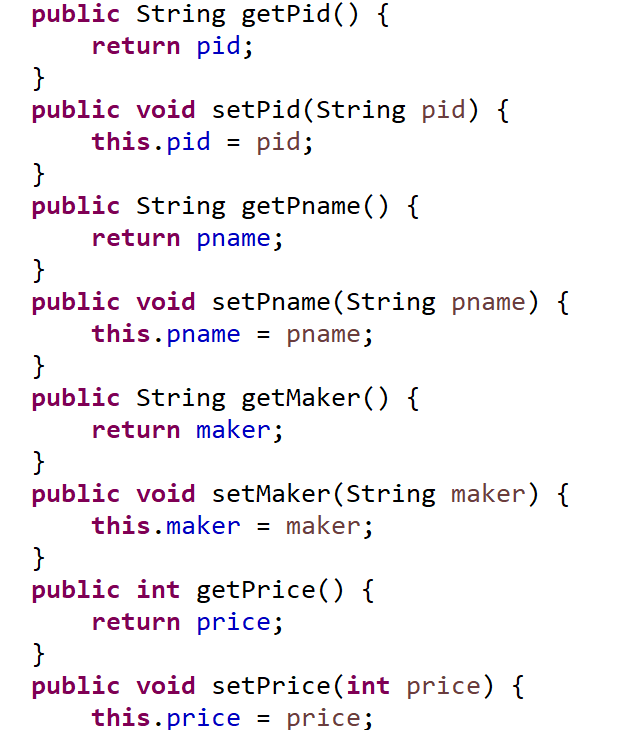 public String getPid() {
    return pid;
}
public void setPid(String pid) {
    this.pid = pid;
}
public String getPname() {
    return pname;
}
public void setPname(String pname) {
    this.pname = pname;
}
public String getMaker() {
    return maker;
}
public void setMaker(String maker) {
    this.maker = maker;
}
public int getPrice() {
    return price;
}
public void setPrice(int price) {
    this.price = price;